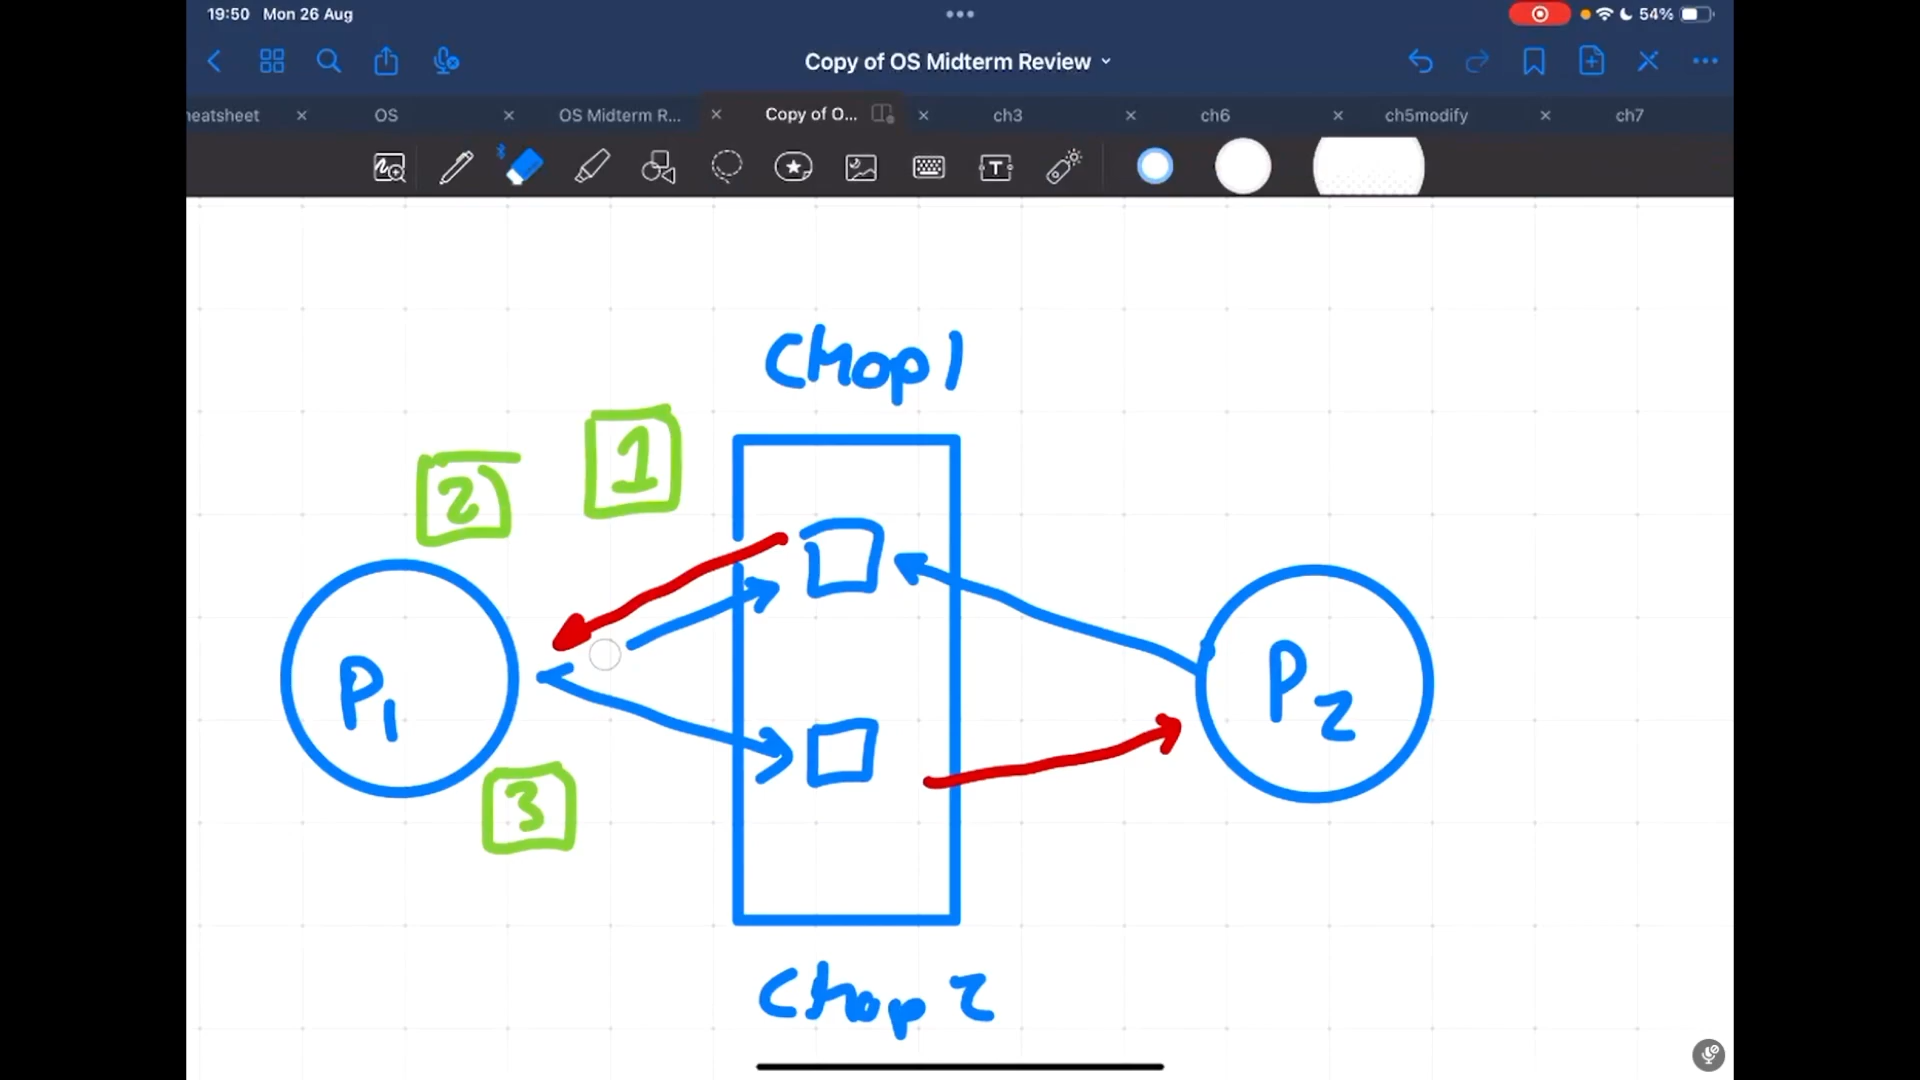 19:50 Mon 26 Aug
54%
Copy of OS Midterm Review
neatsheet
OS
OS Midterm R...
Copy of O...
ch3
ch6
ch5modify
ch7
T
Chop 1
1
2
P1
P2
3
Chop 2